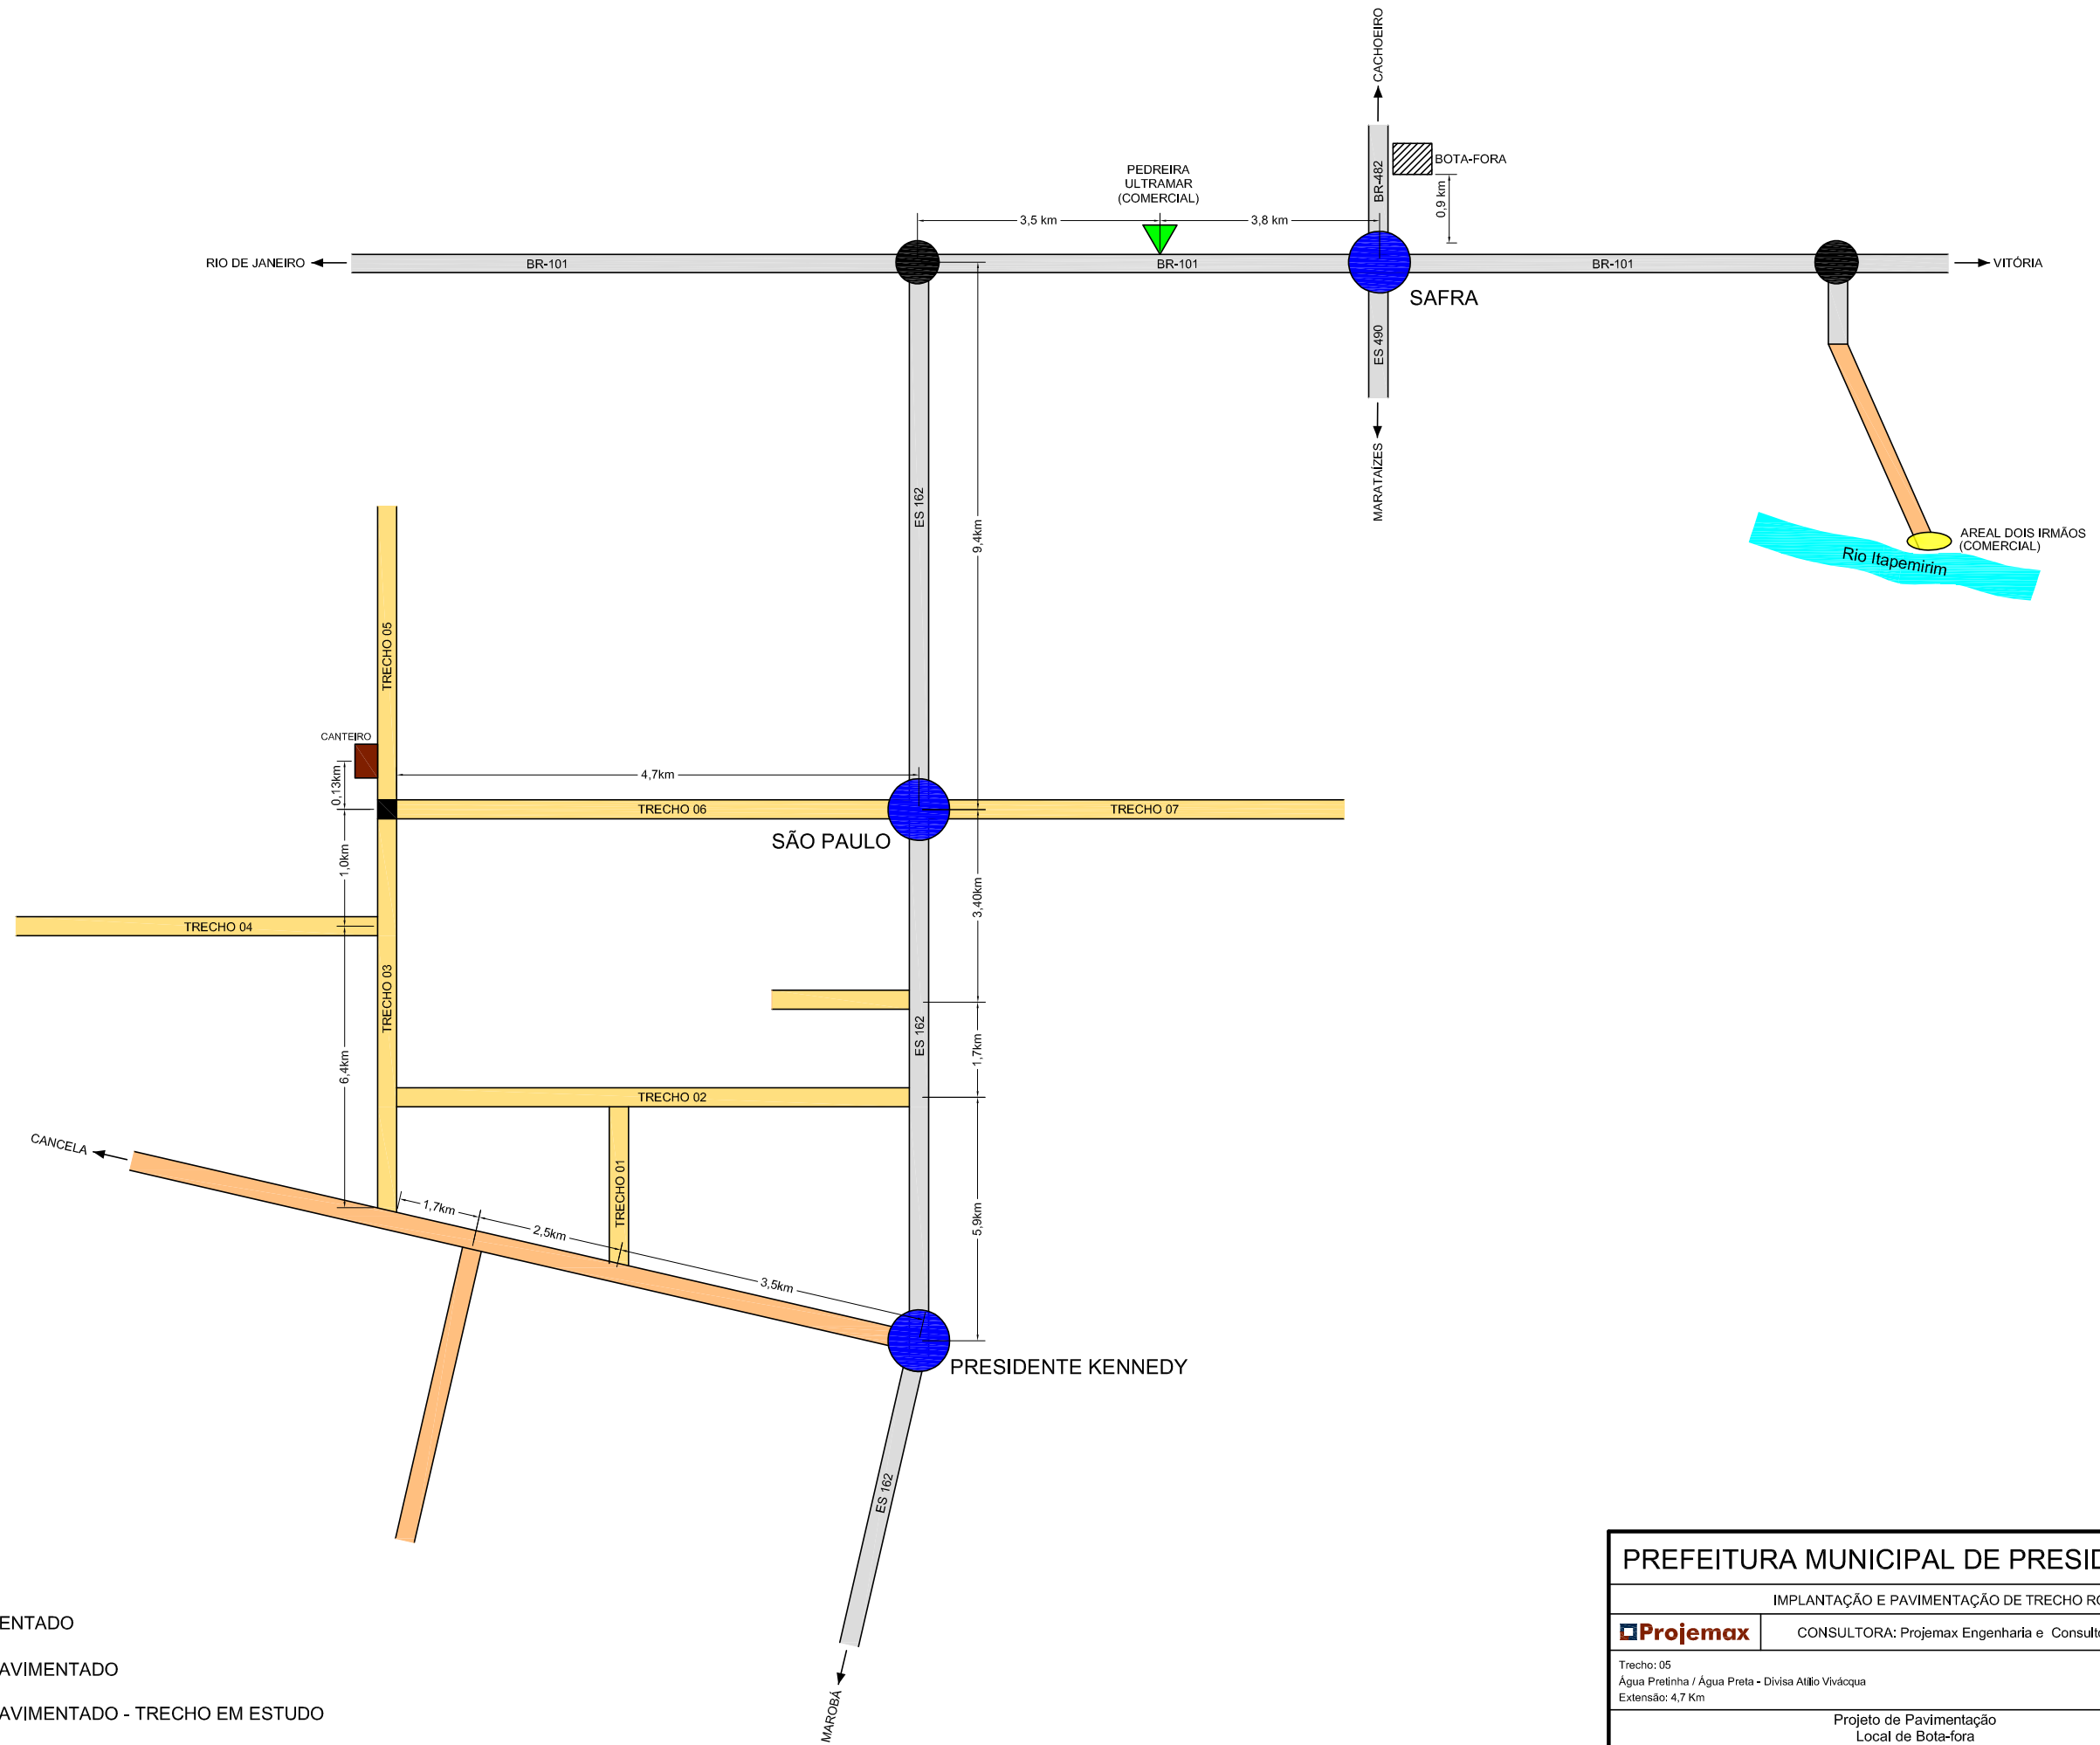 CACHOEIRO
BR-482
BOTA-FORA
0,9 km
PEDREIRA
ULTRAMAR
(COMERCIAL)
3,5 km
3,8 km
RIO DE JANEIRO
BR-101
BR-101
BR-101
VITÓRIA
SAFRA
ES 490
MARATAÍZES
ES 162
9,4km
AREAL DOIS IRMÃOS
(COMERCIAL)
Rio Itapemirim
TRECHO 05
CANTEIRO
0,13km
4,7km
TRECHO 06
TRECHO 07
SÃO PAULO
1,0km
3,40km
TRECHO 04
TRECHO 03
ES 162
1,7km
6,4km
TRECHO 02
CANCELA
TRECHO 01
1,7km
2,5km
3,5km
5,9km
PRESIDENTE KENNEDY
ES 162
MAROBÁ
ENTADO
AVIMENTADO
AVIMENTADO - TRECHO EM ESTUDO
PREFEITURA MUNICIPAL DE PRESID
IMPLANTAÇÃO E PAVIMENTAÇÃO DE TRECHO RO
Projemax
CONSULTORA: Projemax Engenharia e Consulto
Trecho: 05
Água Pretinha / Água Preta - Divisa Atílio Vivácqua
Extensão: 4,7 Km
Projeto de Pavimentação
Local de Bota-fora